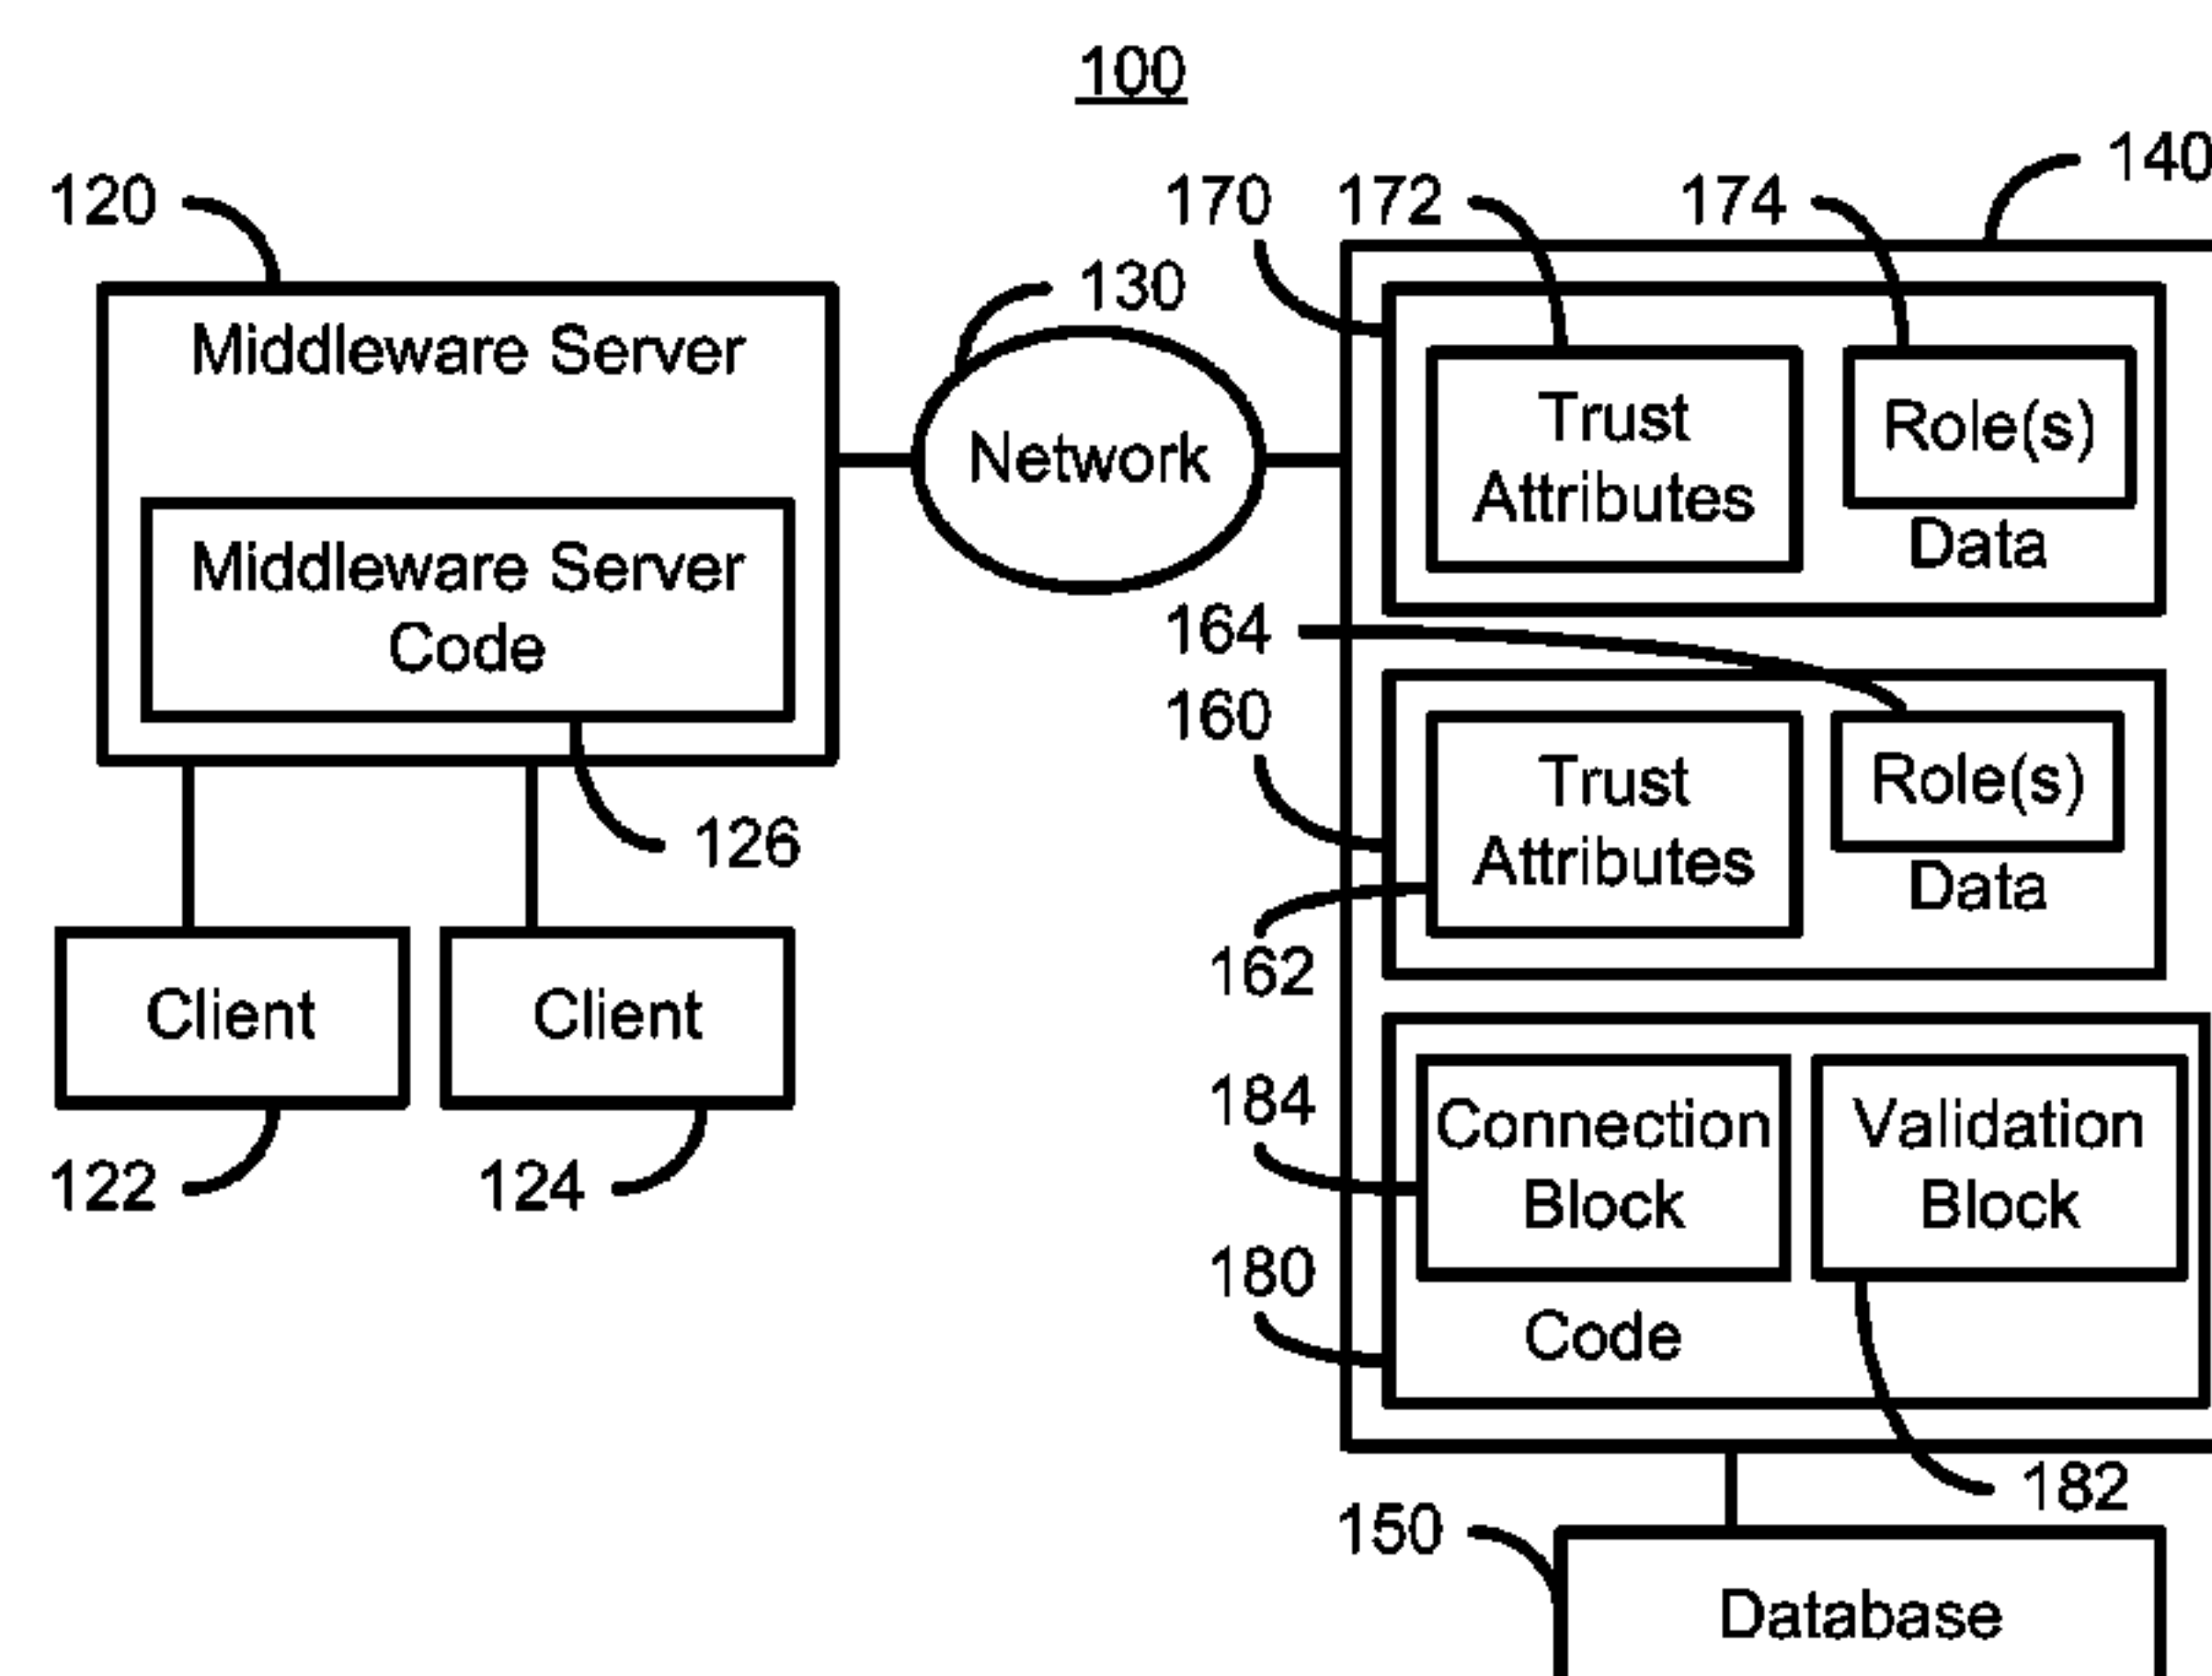 100
120
Middleware Server
Middleware Server
Code
126
Client
Client
122
124
130
Network
140
170
172
174
Trust
Attributes
Role(s)
Data
164
160
Trust
Attributes
Role(s)
Data
162
184
Connection
Block
Validation
Block
180
Code
182
150
Database